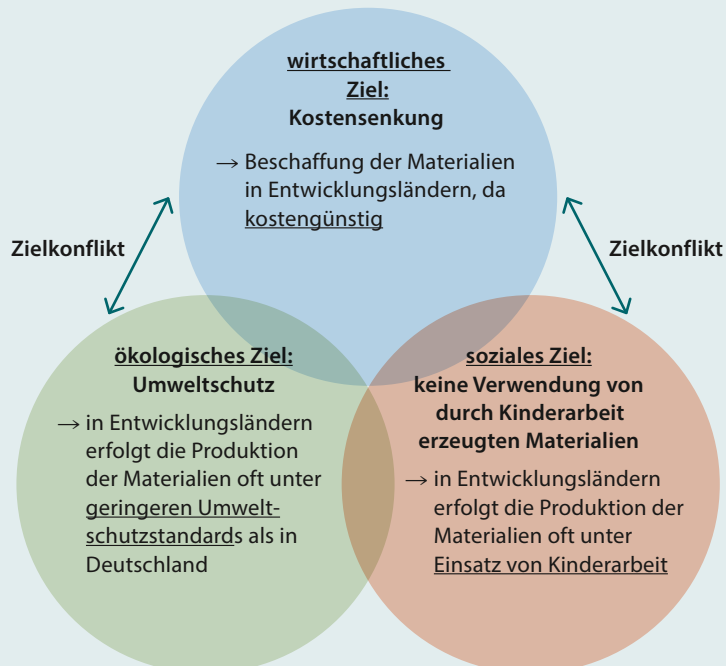 wirtschaftliches
Ziel:
Kostensenkung
→ Beschaffung der Materialien
in Entwicklungsländern, da
kostengünstig
Zielkonflikt
Zielkonflikt
ökologisches Ziel:
Umweltschutz
→ in Entwicklungsländern
erfolgt die Produktion
der Materialien oft unter
geringeren Umwelt-
schutzstandards als in
Deutschland
soziales Ziel:
keine Verwendung von
durch Kinderarbeit
erzeugten Materialien
→ in Entwicklungsländern
erfolgt die Produktion der
Materialien oft unter
Einsatz von Kinderarbeit